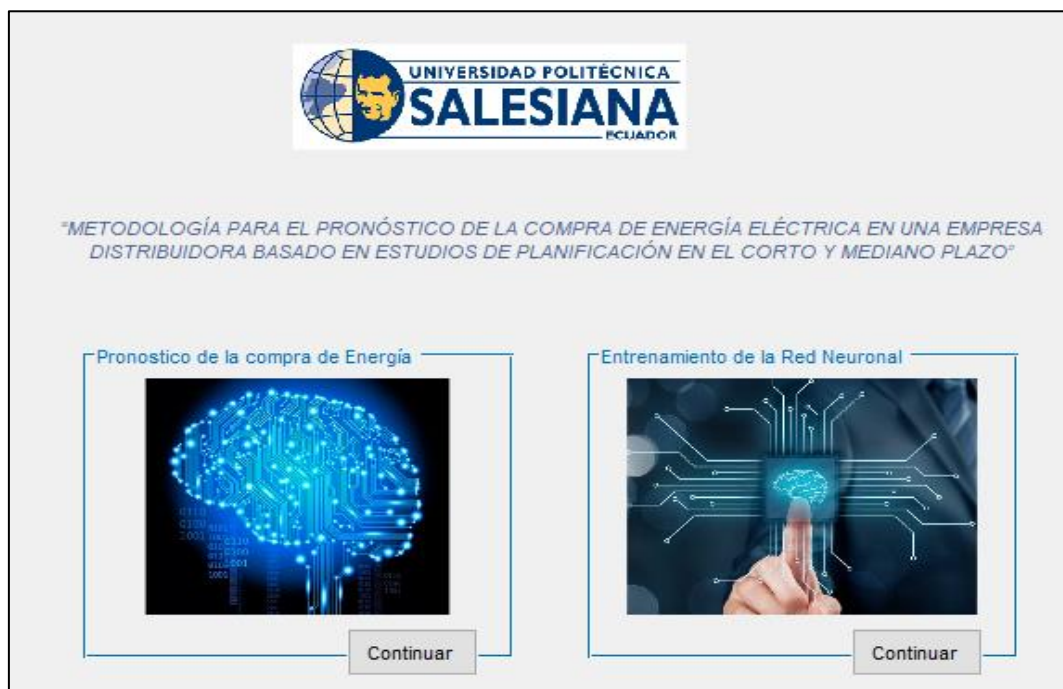 UNIVERSIDAD POLITÉCNICA
SALESIANA
ECUADOR
"METODOLOGÍA PARA EL PRONÓSTICO DE LA COMPRA DE ENERGÍA ELÉCTRICA EN UNA EMPRESA
DISTRIBUIDORA BASADO EN ESTUDIOS DE PLANIFICACIÓN EN EL CORTO Y MEDIANO PLAZO"
Pronostico de la compra de Energía
Continuar
Entrenamiento de la Red Neuronal
Continuar